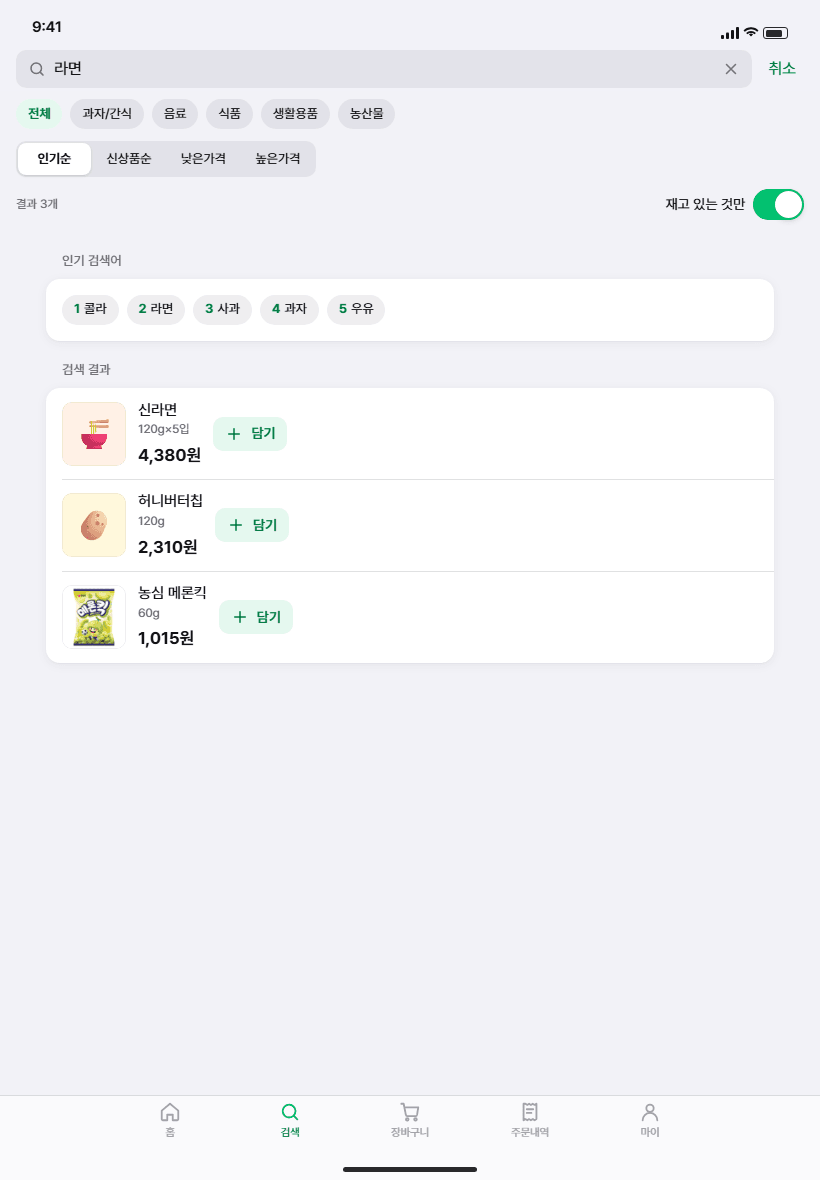 9:41
라면
취소
전체 과자/간식 음료 식품 생활용품 농산물
인기순 신상품순 낮은가격 높은가격
결과 3개
재고 있는 것만
인기 검색어
1 콜라 2 라면 3 사과 4 과자 5 우유
검색 결과
신라면
120g×5입
4,380원
담기
허니버터칩
120g
2,310원
담기
농심 메론킥
60g
1,015원
담기
메론킥
홈 검색 장바구니 주문내역 마이